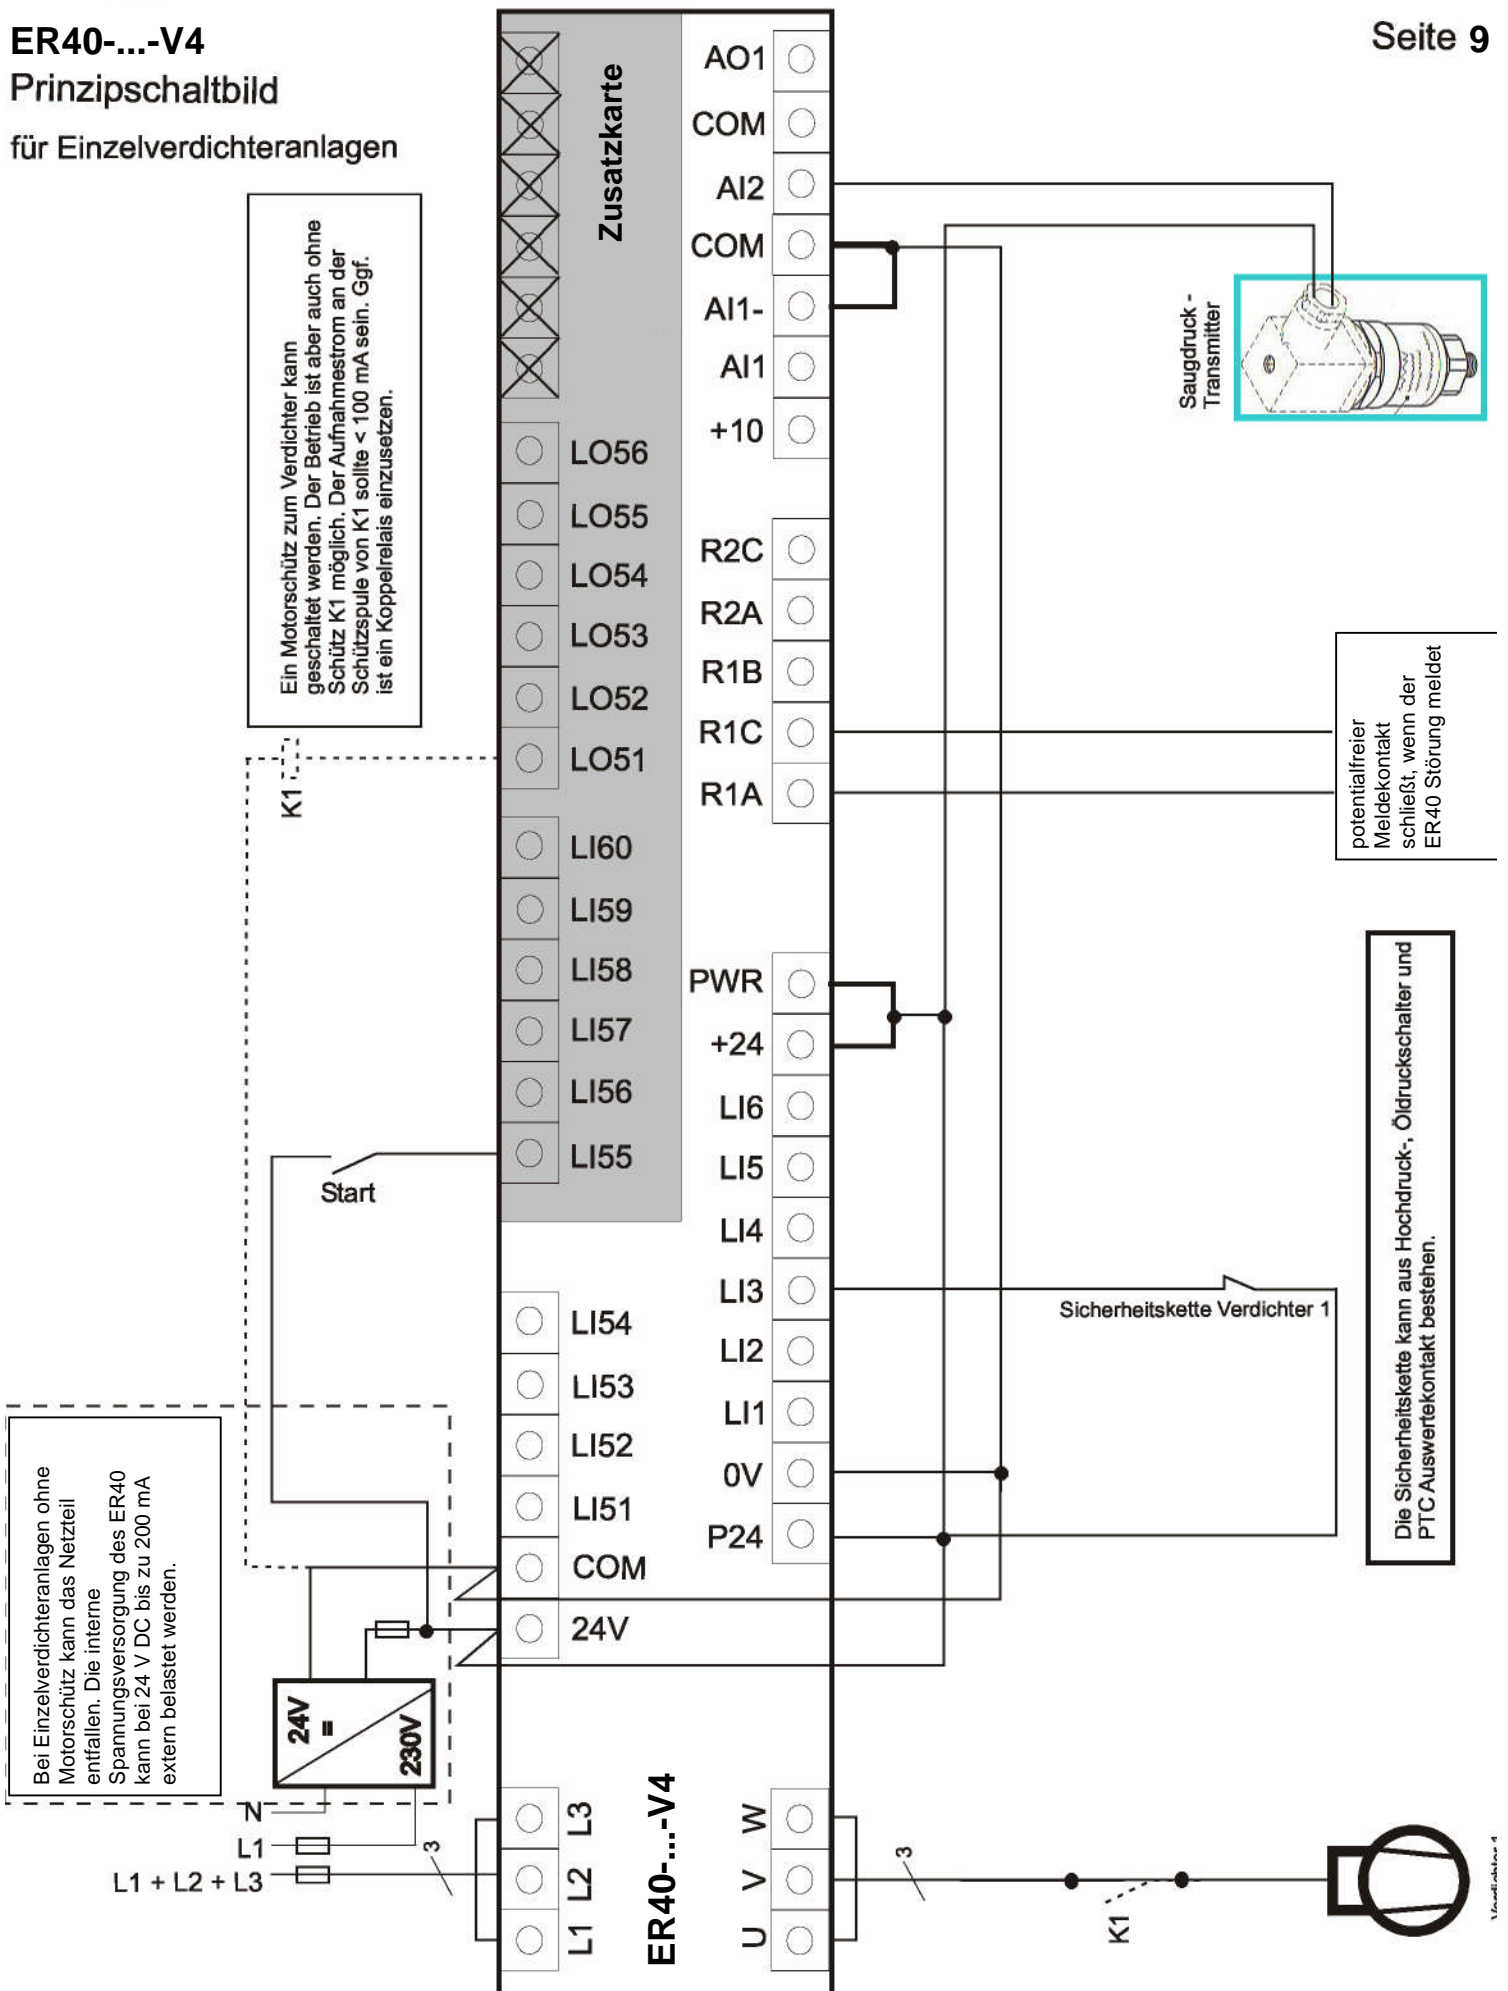 ER40-...-V4
Prinzipschaltbild
für Einzelverdichteranlagen
Seite 9
Ein Motorschütz zum Verdichter kann
geschaltet werden. Der Betrieb ist aber auch ohne
Schütz K1 möglich. Der Aufnahmestrom an der
Schützspule von K1 sollte < 100 mA sein. Ggf.
ist ein Koppelrelais einzusetzen.
Zusatzkarte
AO1
COM
AI2
COM
AI1-
AI1
+10
LO56
LO55
LO54
LO53
LO52
LO51
R2C
R2A
R1B
R1C
R1A
K1
LI60
LI59
LI58
LI57
LI56
LI55
PWR
+24
LI6
LI5
LI4
LI3
LI2
LI1
0V
P24
Start
LI54
LI53
LI52
LI51
COM
24V
Saugdruck -
Transmitter
potentialfreier
Meldekontakt
schließt, wenn der
ER40 Störung meldet
Sicherheitskette Verdichter 1
Die Sicherheitskette kann aus Hochdruck-, Öldruckschalter und
PTC Auswertekontakt bestehen.
Bei Einzelverdichteranlagen ohne
Motorschütz kann das Netzteil
entfallen. Die interne
Spannungsversorgung des ER40
kann bei 24 V DC bis zu 200 mA
extern belastet werden.
24V
=
230V
N
L1
L1 + L2 + L3
3
L3
L2
L1
ER40-...-V4
W
V
U
3
K1
Verdichter 1